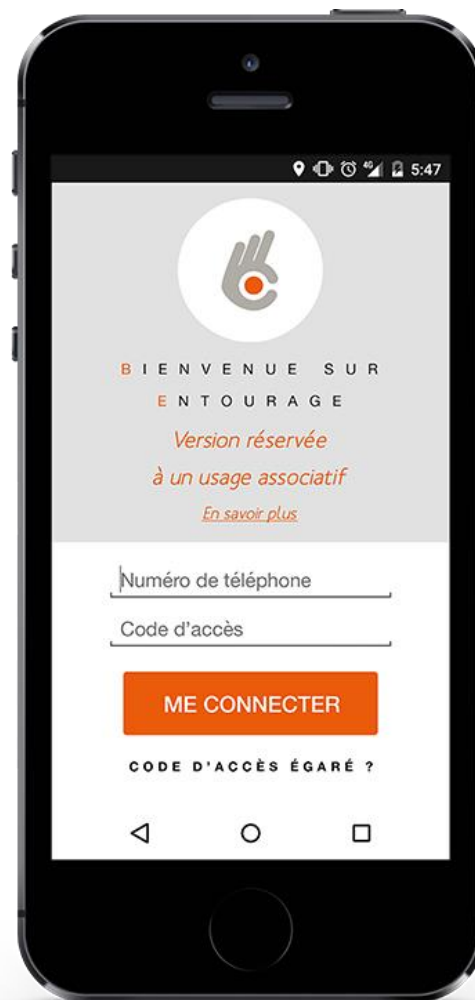 4G 5:47
BIENVENUE SUR
ENTOURAGE
Version réservée
à un usage associatif
En savoir plus
Numéro de téléphone
Code d'accès
ME CONNECTER
CODE D'ACCÈS ÉGARÉ ?